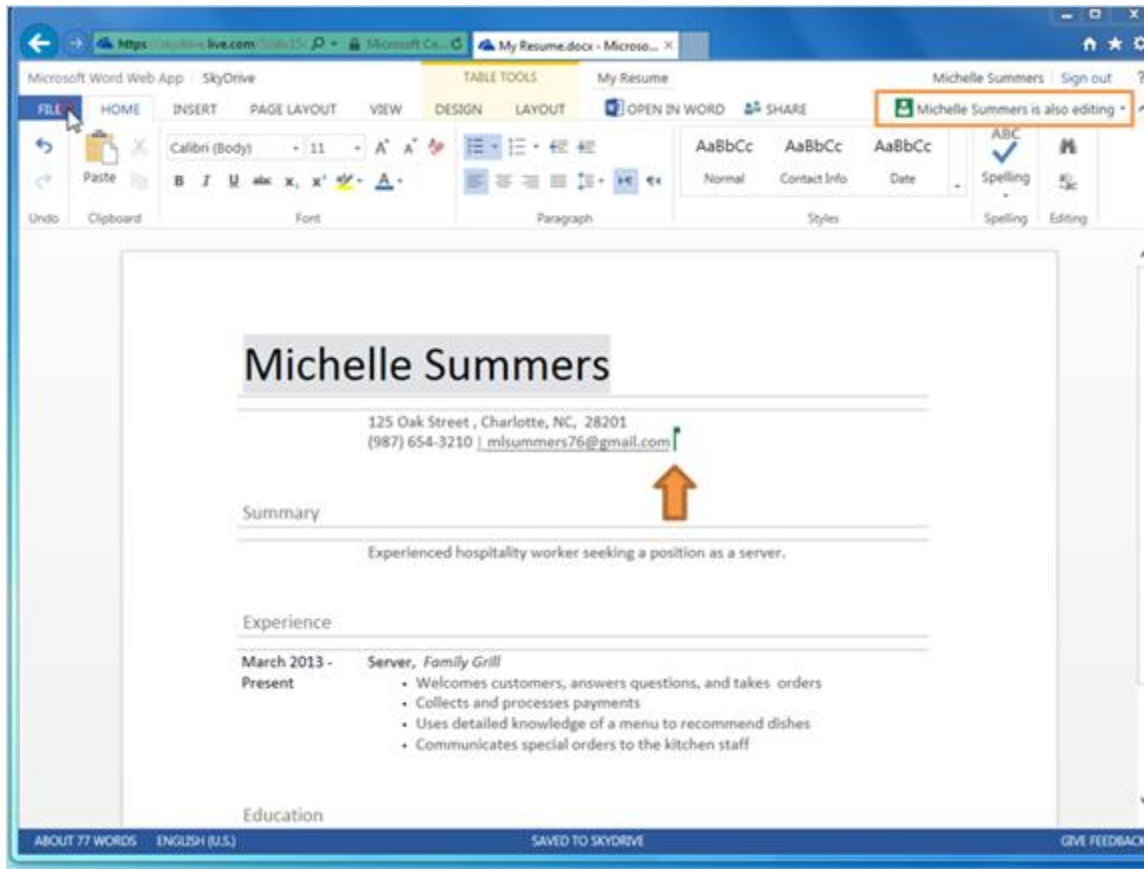 https live.com Microsoft Co... My Resume.docx - Microso...
Microsoft Word Web App SkyDrive TABLE TOOLS My Resume Michelle Summers Sign out ?
FILE HOME INSERT PAGE LAYOUT VIEW DESIGN LAYOUT OPEN IN WORD SHARE Michelle Summers is also editing
Calibri (Body) 11 A A AaBbCc AaBbCc AaBbCc ABC
Paste B I U abc x, x' A Normal Contact Info Date Spelling
Undo Clipboard Font Paragraph Styles Spelling Editing
Michelle Summers
125 Oak Street , Charlotte, NC, 28201
(987) 654-3210 | mlsummers76@gmail.com
Summary
Experienced hospitality worker seeking a position as a server.
Experience
March 2013 - Server, Family Grill
Present • Welcomes customers, answers questions, and takes orders
• Collects and processes payments
• Uses detailed knowledge of a menu to recommend dishes
• Communicates special orders to the kitchen staff
Education
ABOUT 77 WORDS ENGLISH (U.S.) SAVED TO SKYDRIVE GIVE FEEDBACK